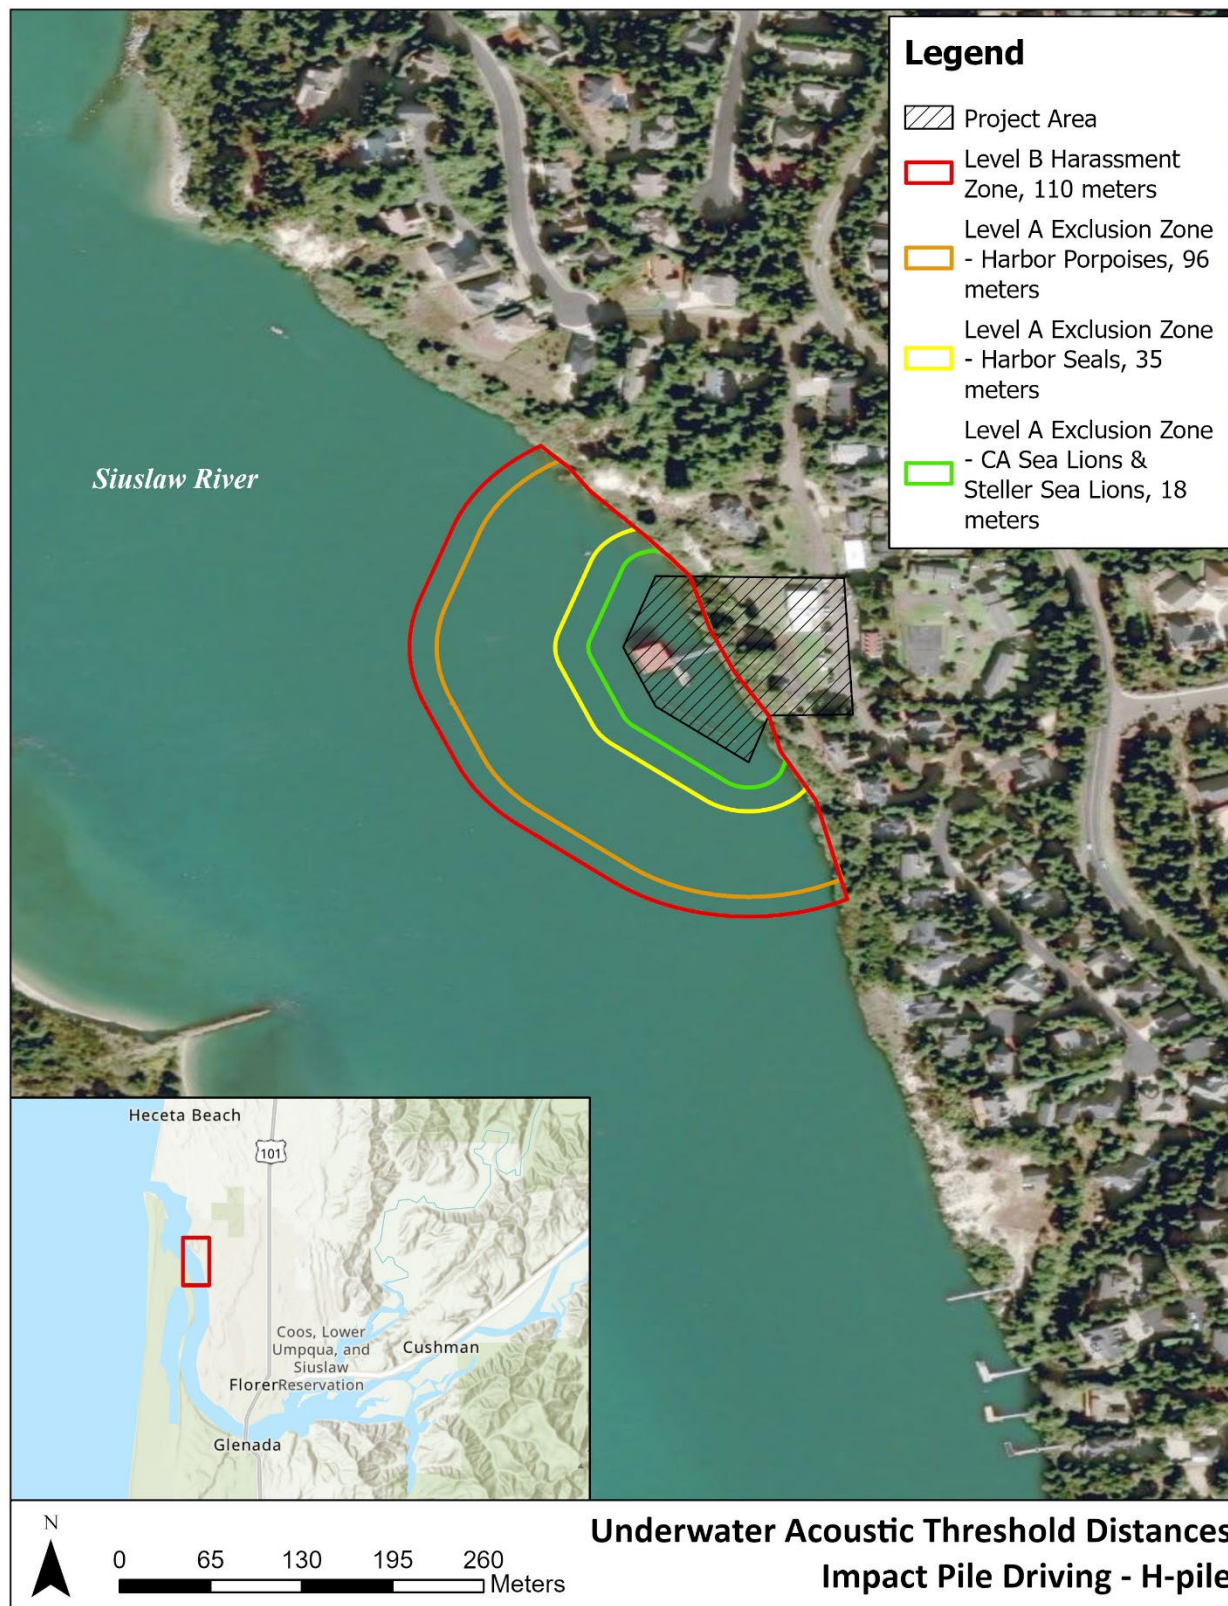 Legend
Project Area
Level B Harassment
Zone, 110 meters
Level A Exclusion Zone
- Harbor Porpoises, 96
meters
Level A Exclusion Zone
- Harbor Seals, 35
meters
Level A Exclusion Zone
- CA Sea Lions &
Steller Sea Lions, 18
meters
Siuslaw River
Heceta Beach
101
Coos, Lower
Umpqua, and
Siuslaw
Reservation
Cushman
Floren
Glenada
N
0 65 130 195 260
Meters
Underwater Acoustic Threshold Distances
Impact Pile Driving - H-pile